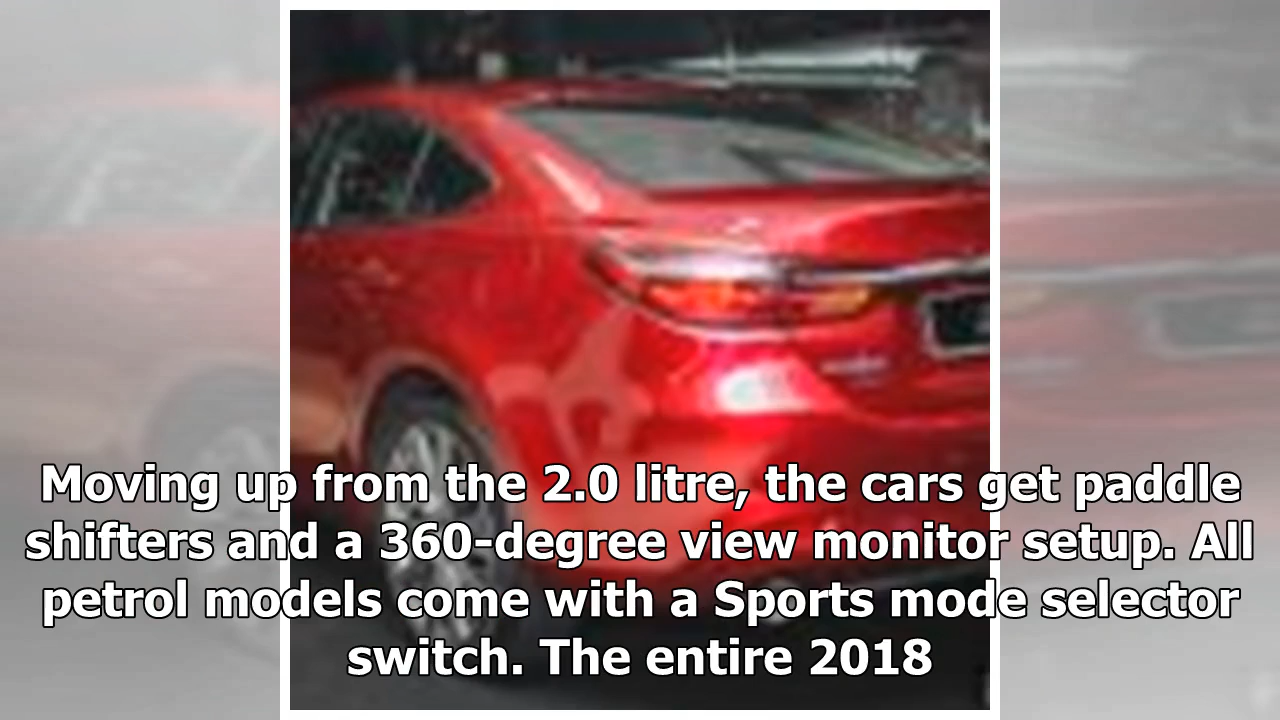 Moving up from the 2.0 litre, the cars get paddle
shifters and a 360-degree view monitor setup. All
petrol models come with a Sports mode selector
switch. The entire 2018